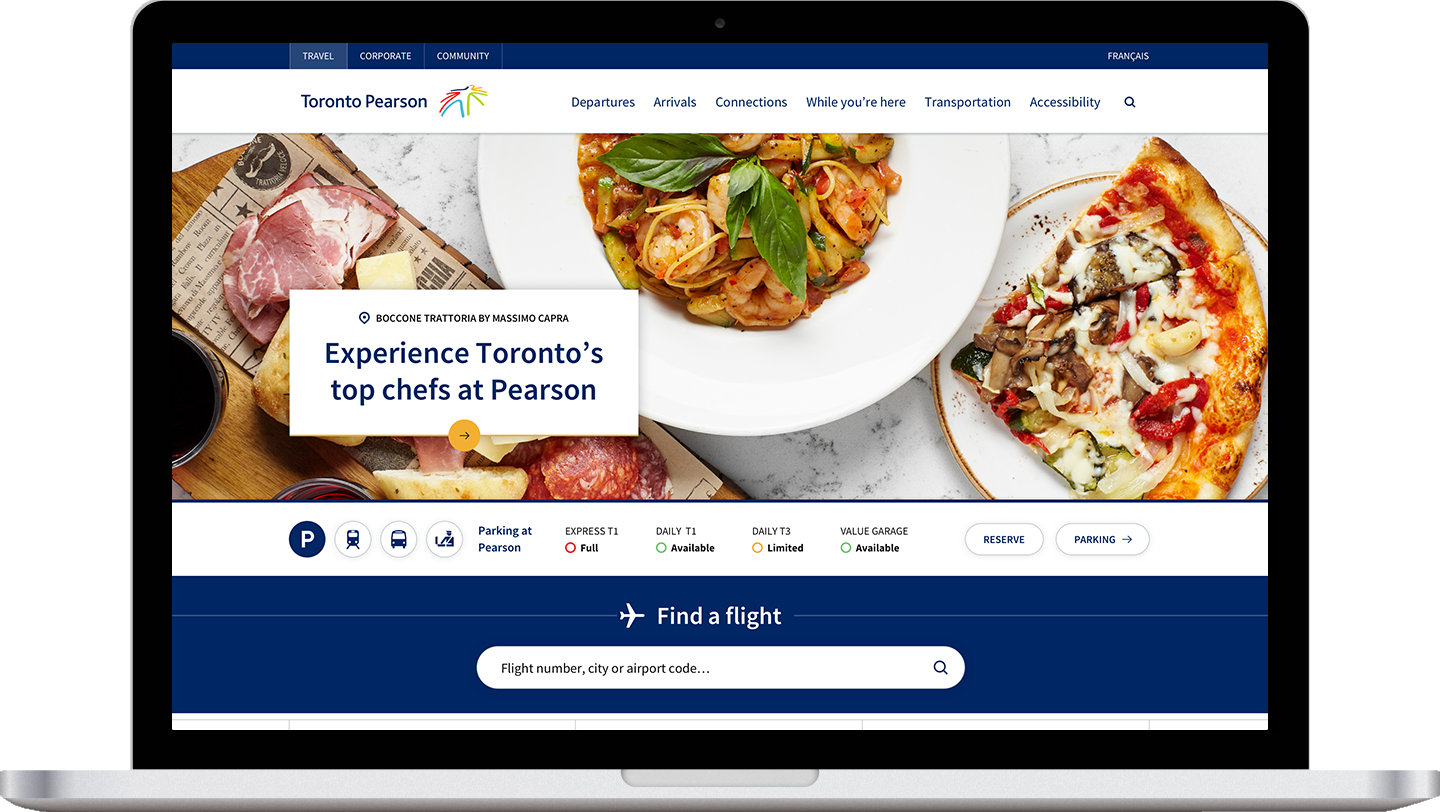 TRAVEL
CORPORATE
COMMUNITY
FRANÇAIS
Toronto Pearson
Departures
Arrivals
Connections
While you're here
Transportation
Accessibility
BOCCONE TRATTORIA BY MASSIMO CAPRA
Experience Toronto's
top chefs at Pearson
P
Parking at
Pearson
EXPRESS T1
Full
DAILY T1
Available
DAILY T3
Limited
VALUE GARAGE
Available
RESERVE
PARKING
Find a flight
Flight number, city or airport code…